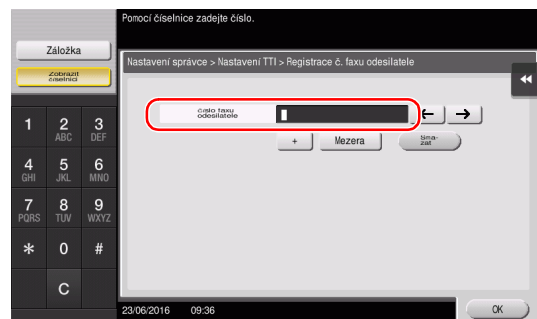 Pomocí číselnice zadejte číslo.
Záložka
Zobrazit
číselnici
Nastavení správce > Nastavení TTI > Registrace č. faxu odesilatele
číslo faxu
odesilatele
← →
+ Mezera Sma-
zat
1 2 3
ABC DEF
4 5 6
GHI JKL MNO
7 8 9
PQRS TUV WXYZ
* 0 #
C
23/06/2016 09:36 OK